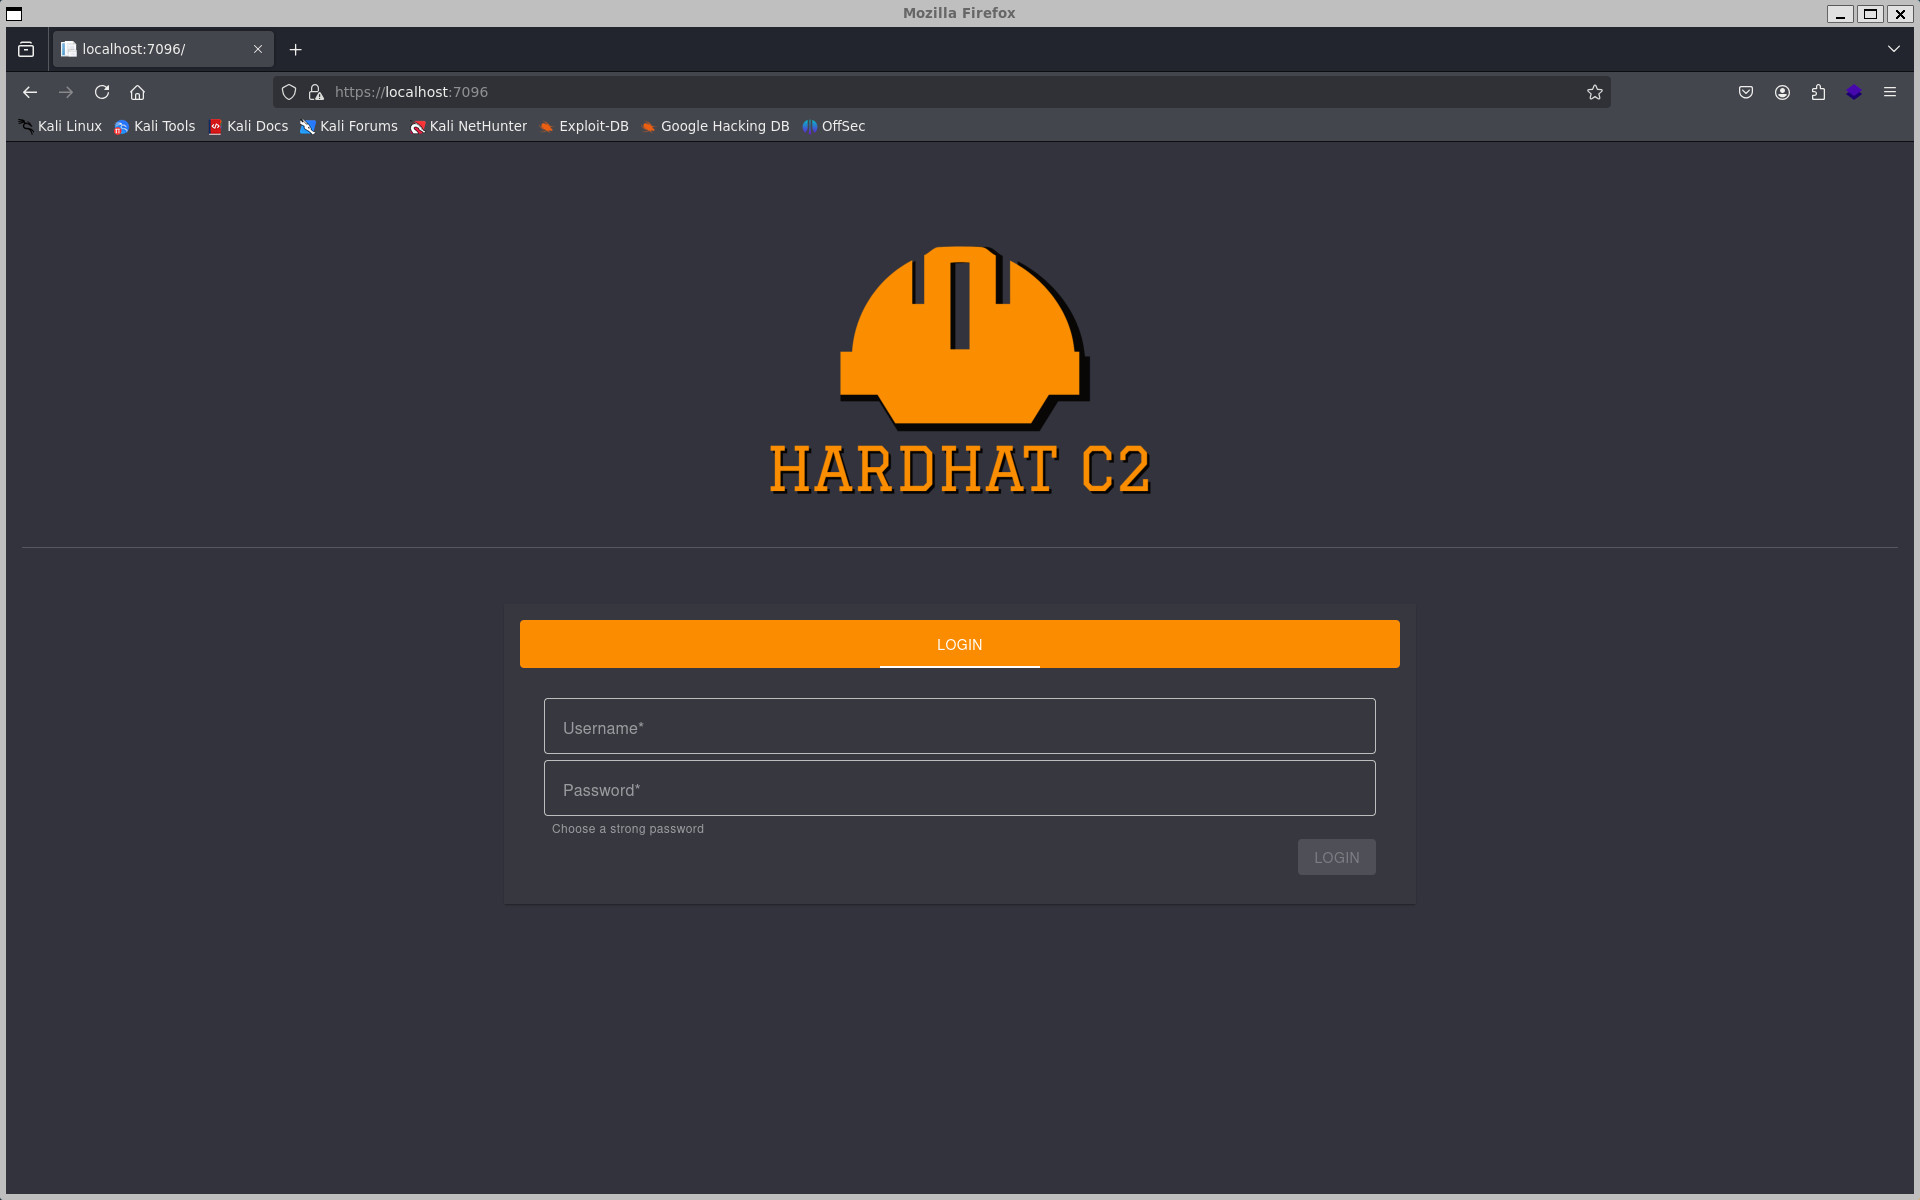 Mozilla Firefox
localhost:7096/
https://localhost:7096
Kali Linux Kali Tools Kali Docs Kali Forums Kali NetHunter Exploit-DB Google Hacking DB OffSec
HARDHAT C2
LOGIN
Username*
Password*
Choose a strong password
LOGIN